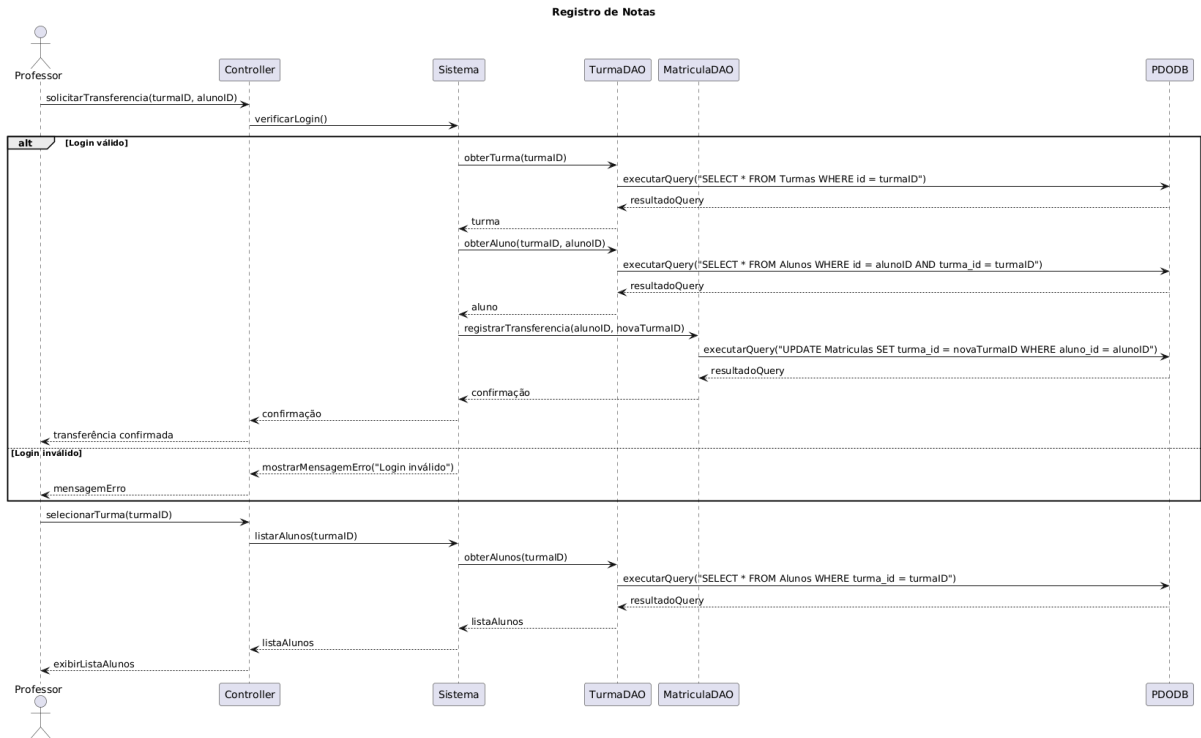 Registro de Notas
Professor
Controller
Sistema
TurmaDAO
MatriculaDAO
PDODB
solicitarTransferencia(turmaID, alunoID)
verificarLogin()
alt [Login válido]
obterTurma(turmaID)
executarQuery("SELECT * FROM Turmas WHERE id = turmaID")
resultadoQuery
turma
obterAluno(turmaID, alunoID)
executarQuery("SELECT * FROM Alunos WHERE id = alunoID AND turma_id = turmaID")
resultadoQuery
aluno
registrarTransferencia(alunoID, novaTurmaID)
executarQuery("UPDATE Matriculas SET turma_id = novaTurmaID WHERE aluno_id = alunoID")
resultadoQuery
confirmação
confirmação
transferência confirmada
[Login inválido]
mostrarMensagemErro("Login inválido")
mensagemErro
selecionarTurma(turmaID)
listarAlunos(turmaID)
obterAlunos(turmaID)
executarQuery("SELECT * FROM Alunos WHERE turma_id = turmaID")
resultadoQuery
listaAlunos
listaAlunos
exibirListaAlunos
Professor
Controller
Sistema
TurmaDAO
MatriculaDAO
PDODB